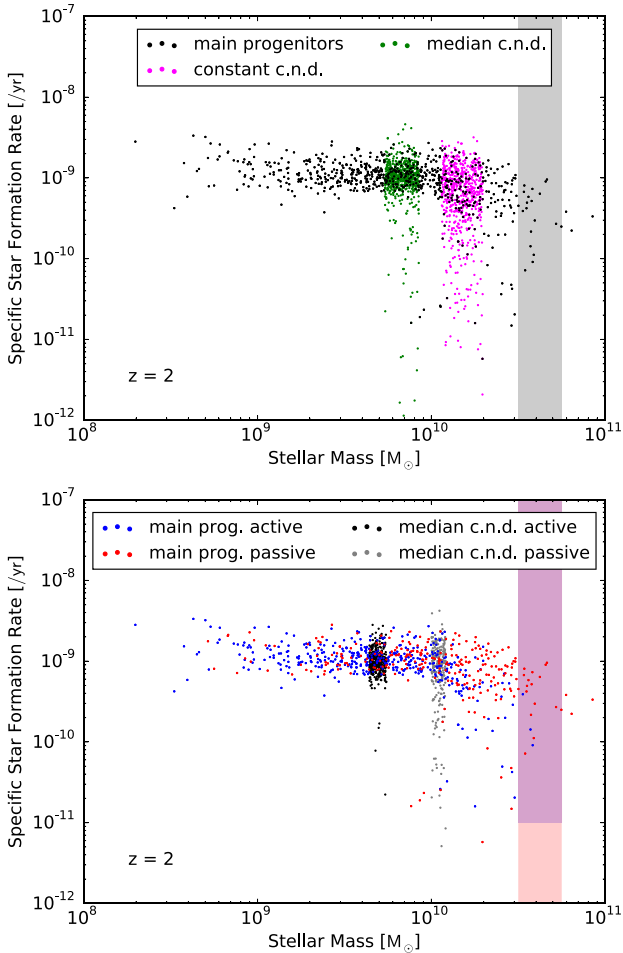 10^-7
main progenitors
median c.n.d.
constant c.n.d.
10^-8
10^-9
10^-10
10^-11
10^-12
Specific Star Formation Rate [/yr]
z = 2
10^8
10^9
10^10
10^11
Stellar Mass [M_⊙]
10^-7
main prog. active
median c.n.d. active
main prog. passive
median c.n.d. passive
10^-8
10^-9
10^-10
10^-11
10^-12
Specific Star Formation Rate [/yr]
z = 2
10^8
10^9
10^10
10^11
Stellar Mass [M_⊙]